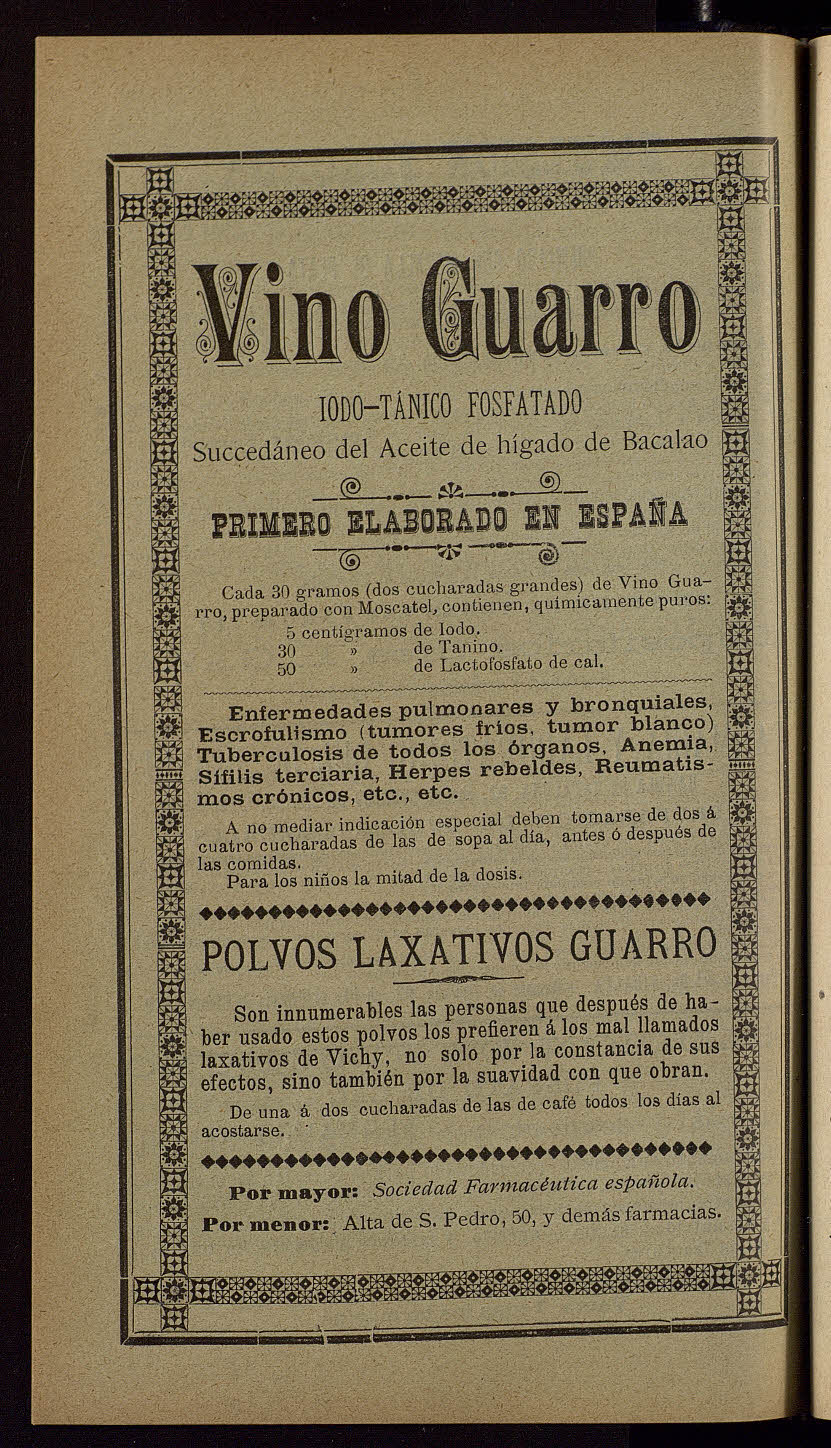 Vino Guarro
IODO-TÁNICO FOSFATADO
Succedáneo del Aceite de hígado de Bacalao
PRIMERO ELABORADO EN ESPAÑA
Cada 30 gramos (dos cucharadas grandes) de Vino Gua-
rro, preparado con Moscatel, contienen, químicamente puros:
5 centígramos de Iodo.
30 » de Tanino.
50 » de Lactofosfato de cal.
Enfermedades pulmonares y bronquiales,
Escrofulismo (tumores fríos, tumor blanco)
Tuberculosis de todos los órganos, Anemia,
Sífilis terciaria, Herpes rebeldes, Reumatis-
mos crónicos, etc., etc.
A no mediar indicación especial deben tomarse de dos á
cuatro cucharadas de las de sopa al día, antes ó después de
las comidas.
Para los niños la mitad de la dosis.
POLVOS LAXATIVOS GUARRO
Son innumerables las personas que después de ha-
ber usado estos polvos los prefieren á los mal llamados
laxativos de Vichy, no solo por la constancia de sus
efectos, sino también por la suavidad con que obran.
De una á dos cucharadas de las de café todos los días al
acostarse.
Por mayor: Sociedad Farmacéutica española.
Por menor: Alta de S. Pedro, 50, y demás farmacias.